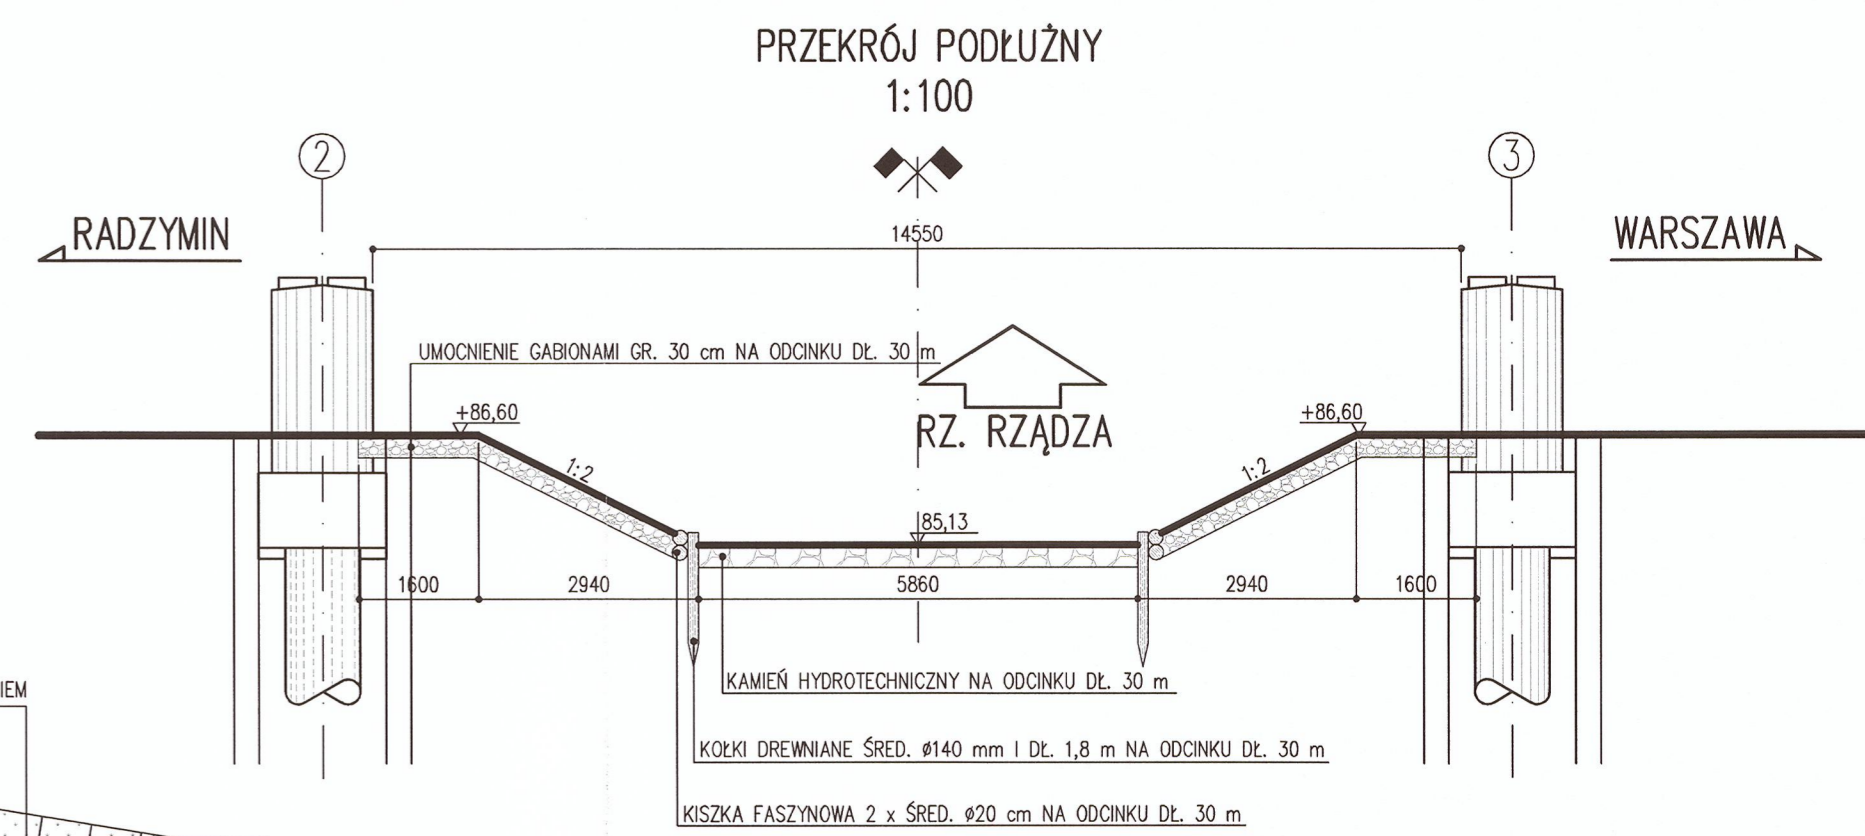 PRZEKRÓJ PODŁUŻNY
1:100
2
3
RADZYMIN
WARSZAWA
14550
UMOCNIENIE GABIONAMI GR. 30 cm NA ODCINKU DŁ. 30 m
+86,60
+86,60
RZ. RZĄDZA
1:2
1:2
85,13
1600
2940
5860
2940
1600
KAMIEŃ HYDROTECHNICZNY NA ODCINKU DŁ. 30 m
IEM
KOŁKI DREWNIANE ŚRED. ø140 mm I DŁ. 1,8 m NA ODCINKU DŁ. 30 m
KISZKA FASZYNOWA 2 x ŚRED. ø20 cm NA ODCINKU DŁ. 30 m